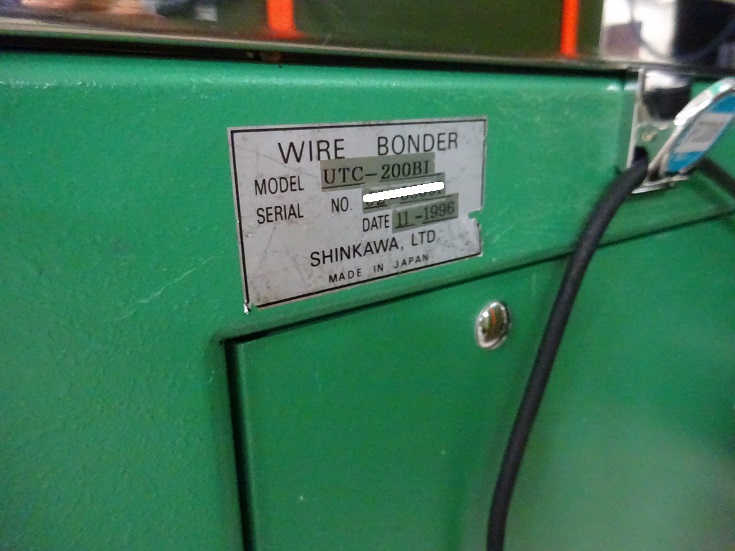 WIRE BONDER
MODEL UTC-200BI
SERIAL NO.
DATE 11-1996
SHINKAWA, LTD.
MADE IN JAPAN